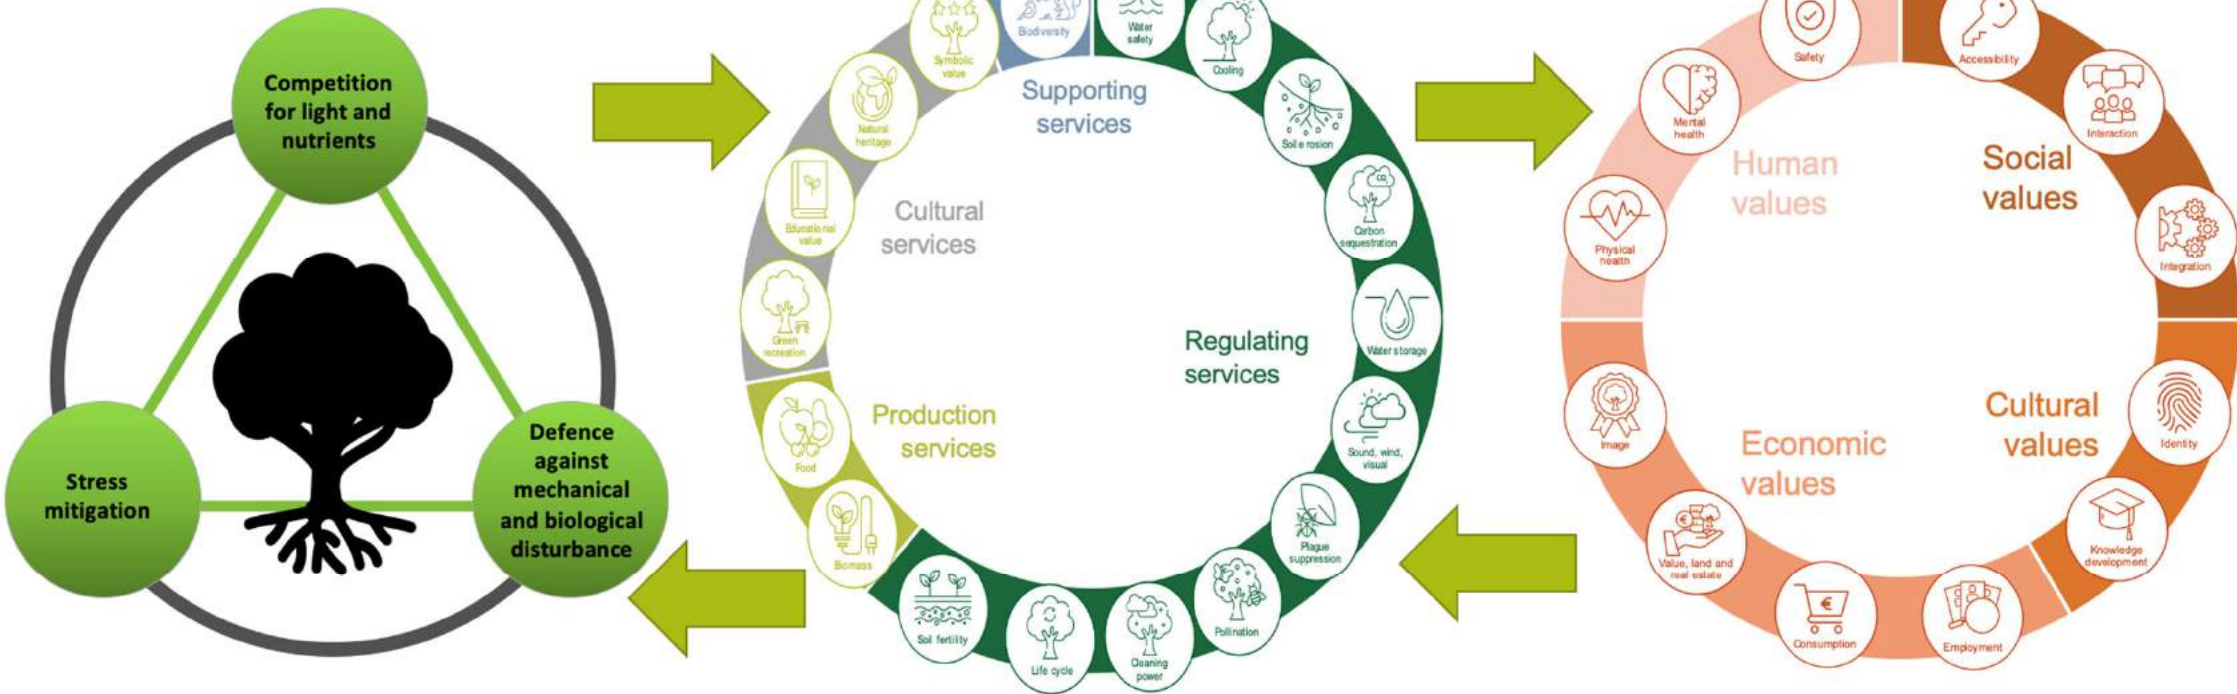 Competition
for light and
nutrients
Stress
mitigation
Defence
against
mechanical
and biological
disturbance
Supporting
services
Cultural
services
Production
services
Regulating
services
Biodiversity
Water
safety
Cooling
Soil erosion
Carbon
sequestration
Water storage
Sound, wind,
visual
Plague
suppression
Pollination
Cleaning
power
Life cycle
Soil fertility
Biomass
Food
Green
recreation
Educational
value
Natural
heritage
Symbolic
value
CO₂
Human
values
Social
values
Cultural
values
Economic
values
Safety
Accessibility
Interaction
Integration
Identity
Knowledge
development
Employment
Consumption
€
Value, land and
real estate
€
Image
Physical
health
Mental
health